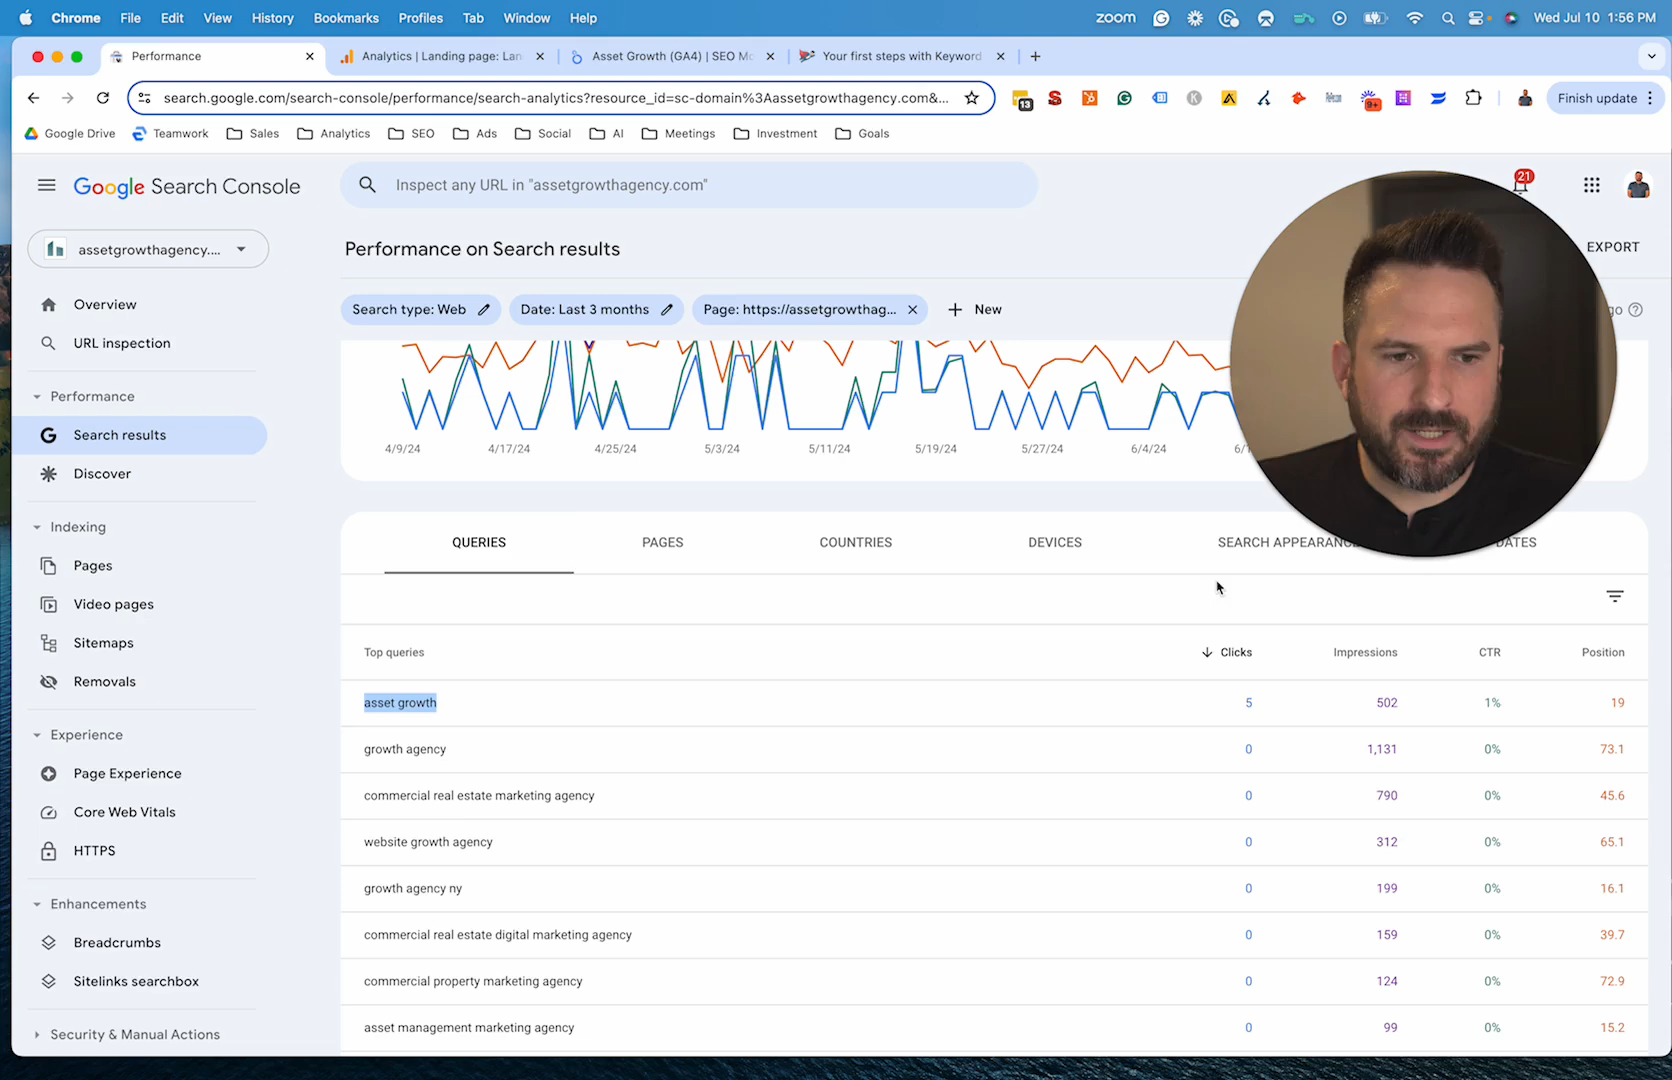 Chrome File Edit View History Bookmarks Profiles Tab Window Help zoom Wed Jul 10 1:56 PM
Performance Analytics | Landing page: Lan Asset Growth (GA4) | SEO Mo Your first steps with Keyword
search.google.com/search-console/performance/search-analytics?resource_id=sc-domain%3Aassetgrowthagency.com&... 13 9+ Finish update
Google Drive Teamwork Sales Analytics SEO Ads Social AI Meetings Investment Goals
Google Search Console Inspect any URL in "assetgrowthagency.com" 21
assetgrowthagency.... Performance on Search results EXPORT
Search type: Web Date: Last 3 months Page: https://assetgrowthag... New go
Overview
URL inspection
Performance
Search results
Discover
Indexing
Pages
Video pages
Sitemaps
Removals
Experience
Page Experience
Core Web Vitals
HTTPS
Enhancements
Breadcrumbs
Sitelinks searchbox
Security & Manual Actions
4/9/24 4/17/24 4/25/24 5/3/24 5/11/24 5/19/24 5/27/24 6/4/24 6/1
QUERIES PAGES COUNTRIES DEVICES SEARCH APPEARANC DATES
Top queries Clicks Impressions CTR Position
asset growth 5 502 1% 19
growth agency 0 1,131 0% 73.1
commercial real estate marketing agency 0 790 0% 45.6
website growth agency 0 312 0% 65.1
growth agency ny 0 199 0% 16.1
commercial real estate digital marketing agency 0 159 0% 39.7
commercial property marketing agency 0 124 0% 72.9
asset management marketing agency 0 99 0% 15.2